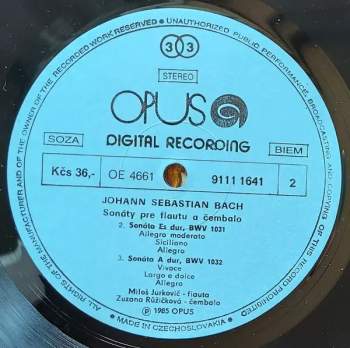 ALL RIGHTS OF THE MANUFACTURER AND OF THE OWNER OF THE RECORDED WORK RESERVED • UNAUTHORIZED PUBLIC PERFORMANCE, BROADCASTING AND COPYING OF THIS RECORD PROHIBITED
33
STEREO
OPUS
SOZA
DIGITAL RECORDING
BIEM
Kčs 36,-
OE 4661
9111 1641
2
JOHANN SEBASTIAN BACH
Sonáty pre flautu a čembalo
2. Sonáta Es dur, BWV 1031
Allegro moderato
Siciliano
Allegro
3. Sonáta A dur, BWV 1032
Vivace
Largo e dolce
Allegro
Miloš Jurkovič - flauta
Zuzana Růžičková - čembalo
Ⓟ 1985 OPUS
• MADE IN CZECHOSLOVAKIA •